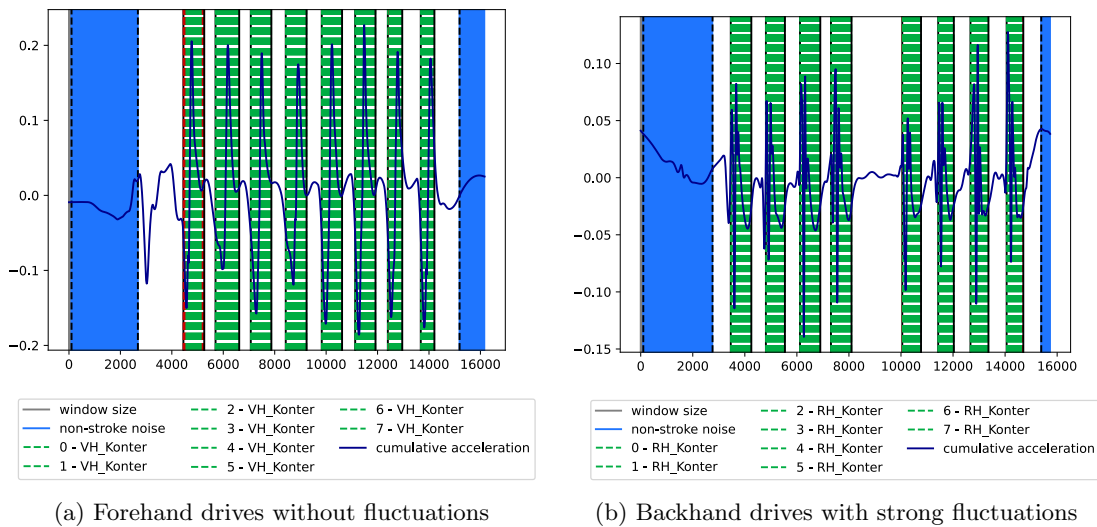 0.2
0.1
0.0
−0.1
−0.2
0 2000 4000 6000 8000 10000 12000 14000 16000
window size
non-stroke noise
0 - VH_Konter
1 - VH_Konter
2 - VH_Konter
3 - VH_Konter
4 - VH_Konter
5 - VH_Konter
6 - VH_Konter
7 - VH_Konter
cumulative acceleration
(a) Forehand drives without fluctuations
0.10
0.05
0.00
−0.05
−0.10
−0.15
0 2000 4000 6000 8000 10000 12000 14000 16000
window size
non-stroke noise
0 - RH_Konter
1 - RH_Konter
2 - RH_Konter
3 - RH_Konter
4 - RH_Konter
5 - RH_Konter
6 - RH_Konter
7 - RH_Konter
cumulative acceleration
(b) Backhand drives with strong fluctuations